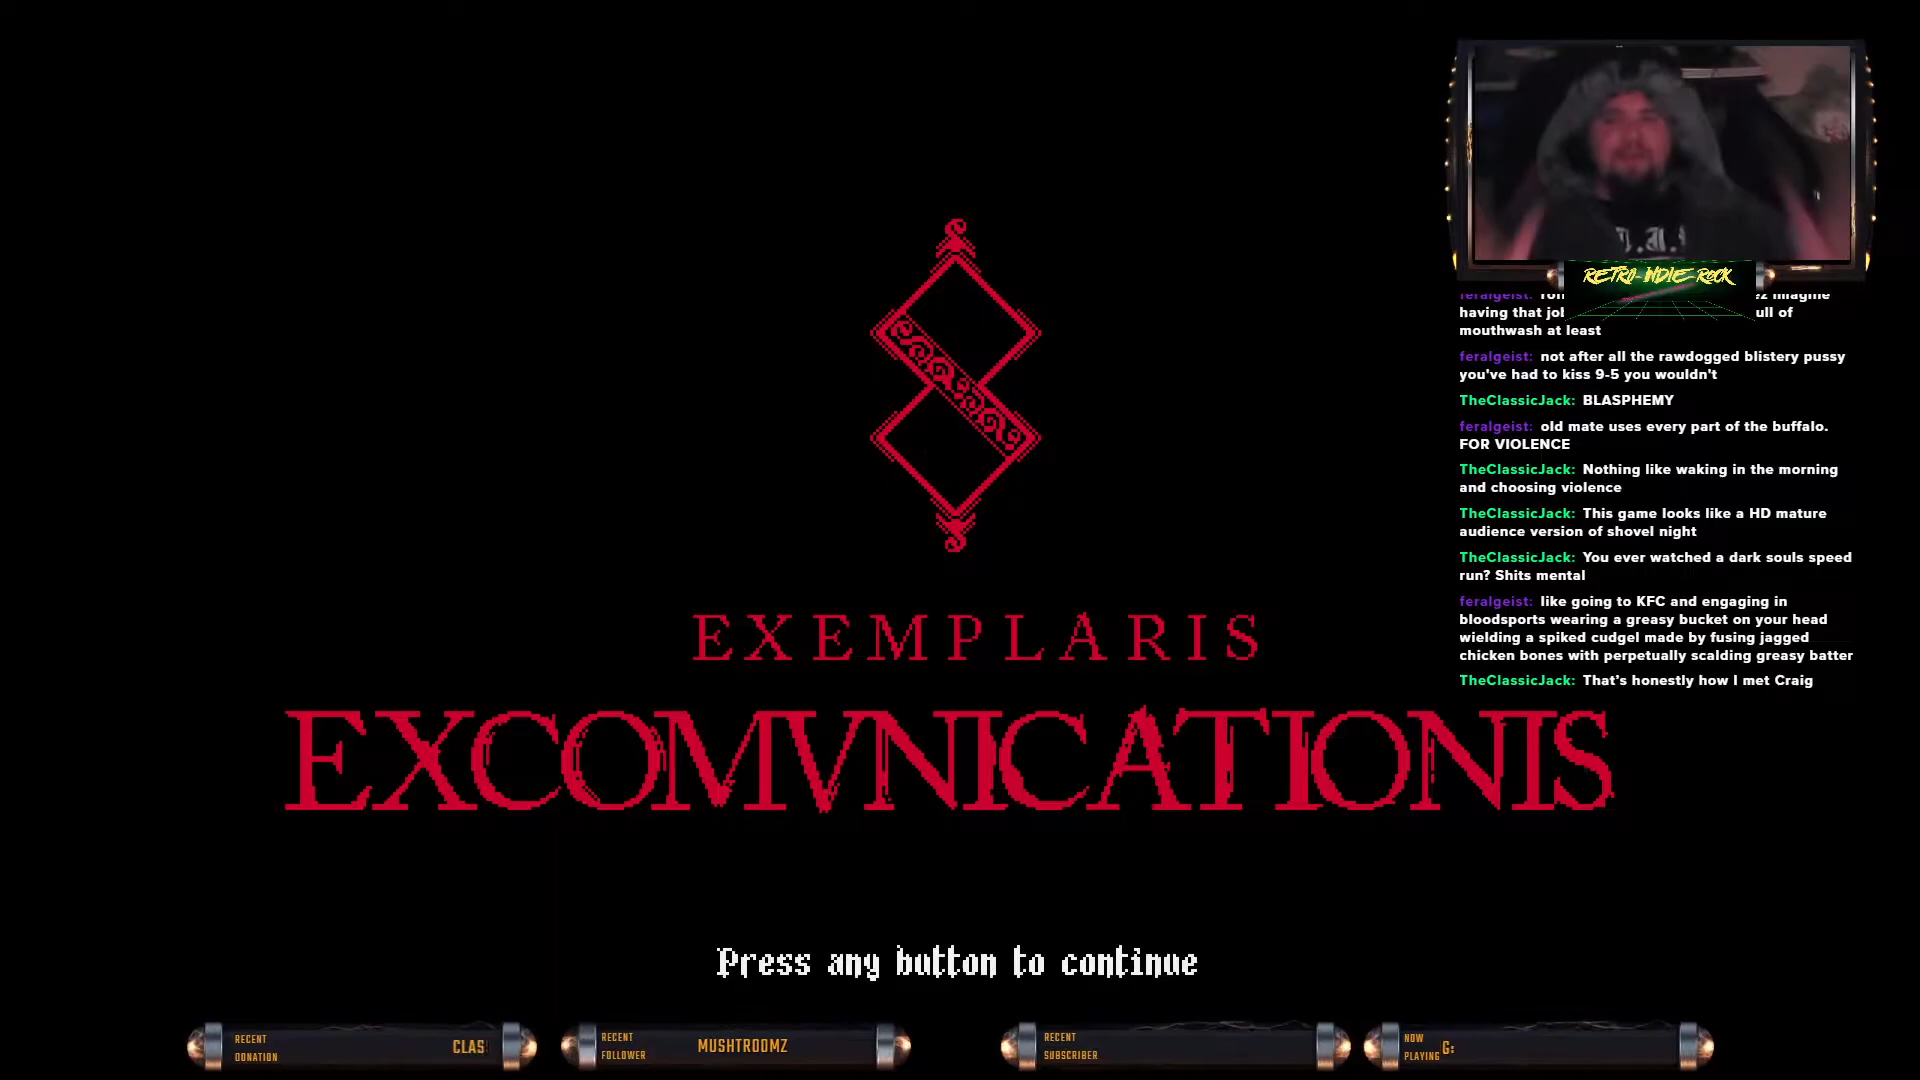 RETRO-INDIE-ROCK
feralgeist: imagine
having that ull of
mouthwash at least
feralgeist: not after all the rawdogged blistery pussy
you've had to kiss 9-5 you wouldn't
TheClassicJack: BLASPHEMY
feralgeist: old mate uses every part of the buffalo.
FOR VIOLENCE
TheClassicJack: Nothing like waking in the morning
and choosing violence
TheClassicJack: This game looks like a HD mature
audience version of shovel night
TheClassicJack: You ever watched a dark souls speed
run? Shits mental
feralgeist: like going to KFC and engaging in
bloodsports wearing a greasy bucket on your head
wielding a spiked cudgel made by fusing jagged
chicken bones with perpetually scalding greasy batter
TheClassicJack: That's honestly how I met Craig
EXEMPLARIS
EXCOMVNICATIONIS
Press any button to continue
RECENT
DONATION
CLAS
RECENT
FOLLOWER
MUSHTROOMZ
RECENT
SUBSCRIBER
NOW
PLAYING
G: